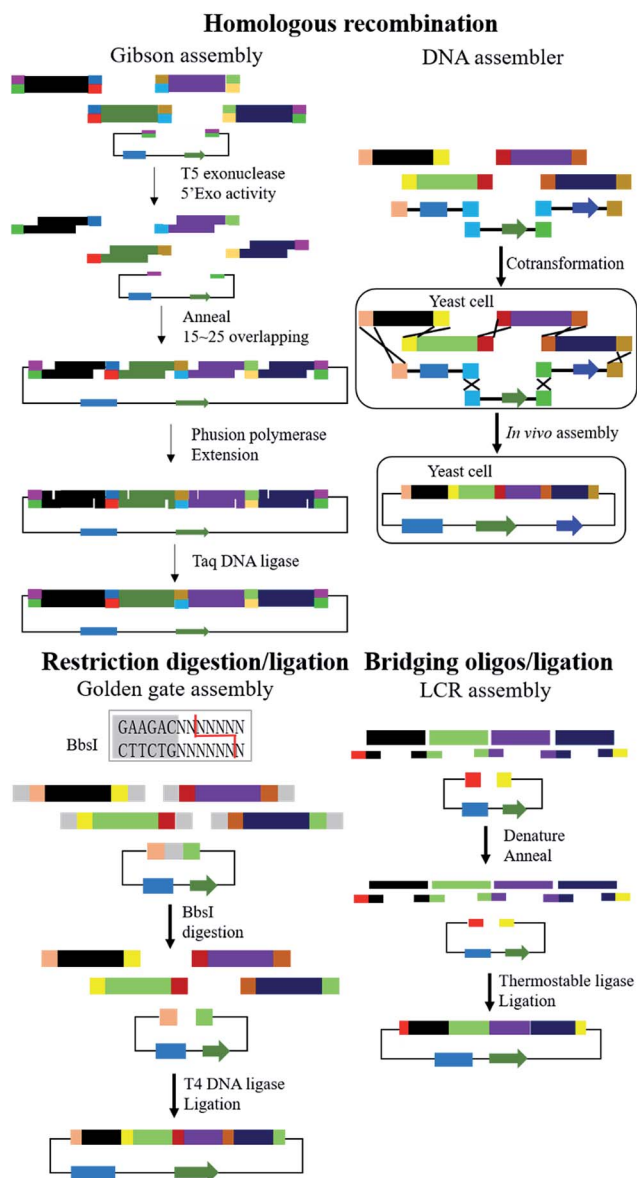 Homologous recombination
Gibson assembly
T5 exonuclease
5'Exo activity
Anneal
15~25 overlapping
Phusion polymerase
Extension
Taq DNA ligase
DNA assembler
Cotransformation
Yeast cell
In vivo assembly
Yeast cell
Restriction digestion/ligation
Golden gate assembly
BbsI
GAAGACNNNNNNN
CTTCTGNNNNNNN
BbsI
digestion
T4 DNA ligase
Ligation
Bridging oligos/ligation
LCR assembly
Denature
Anneal
Thermostable ligase
Ligation